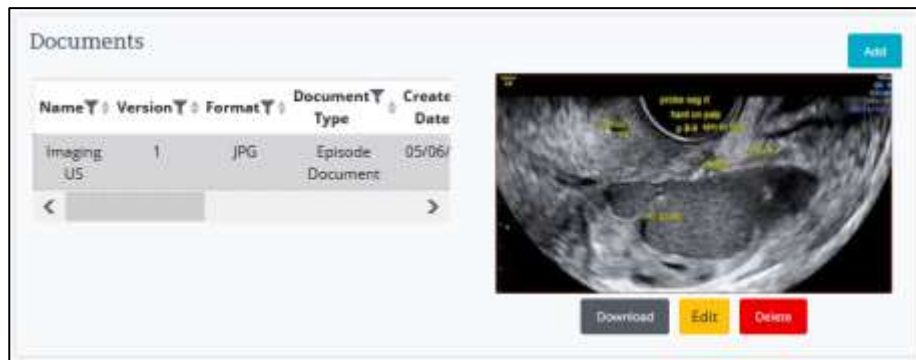 Documents
Add
Name Version Format Document Type Create Date
Imaging US 1 JPG Episode Document 05/06/
Download Edit Delete